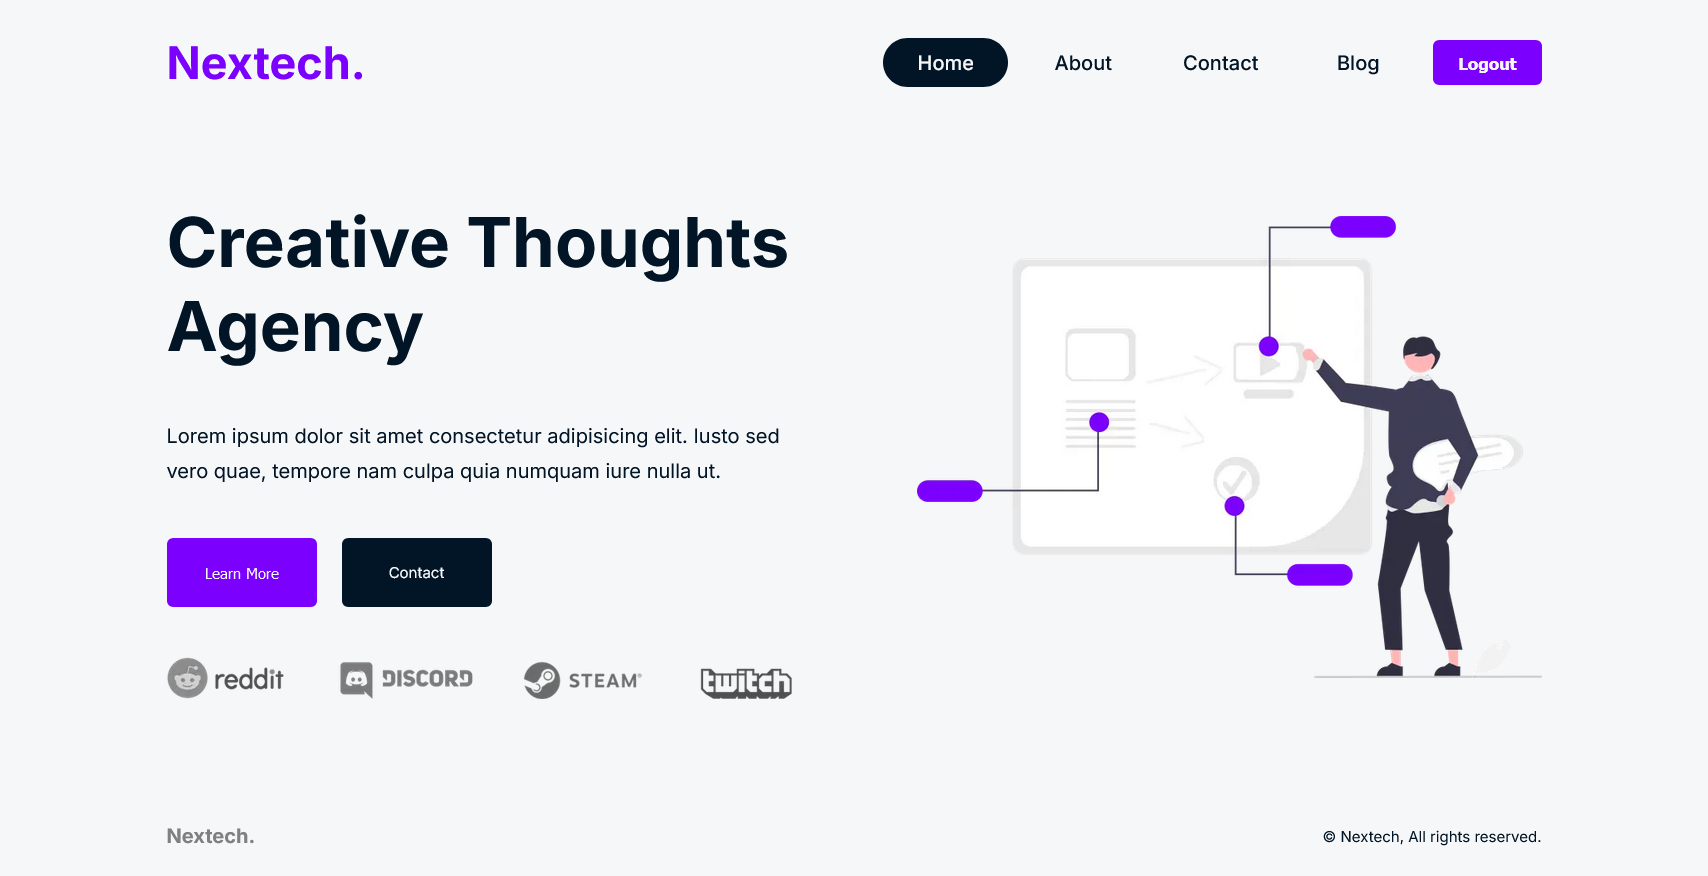 Nextech.
Home About Contact Blog Logout
Creative Thoughts
Agency
Lorem ipsum dolor sit amet consectetur adipisicing elit. Iusto sed
vero quae, tempore nam culpa quia numquam iure nulla ut.
Learn More Contact
reddit DISCORD STEAM® twitch
Nextech.
© Nextech, All rights reserved.